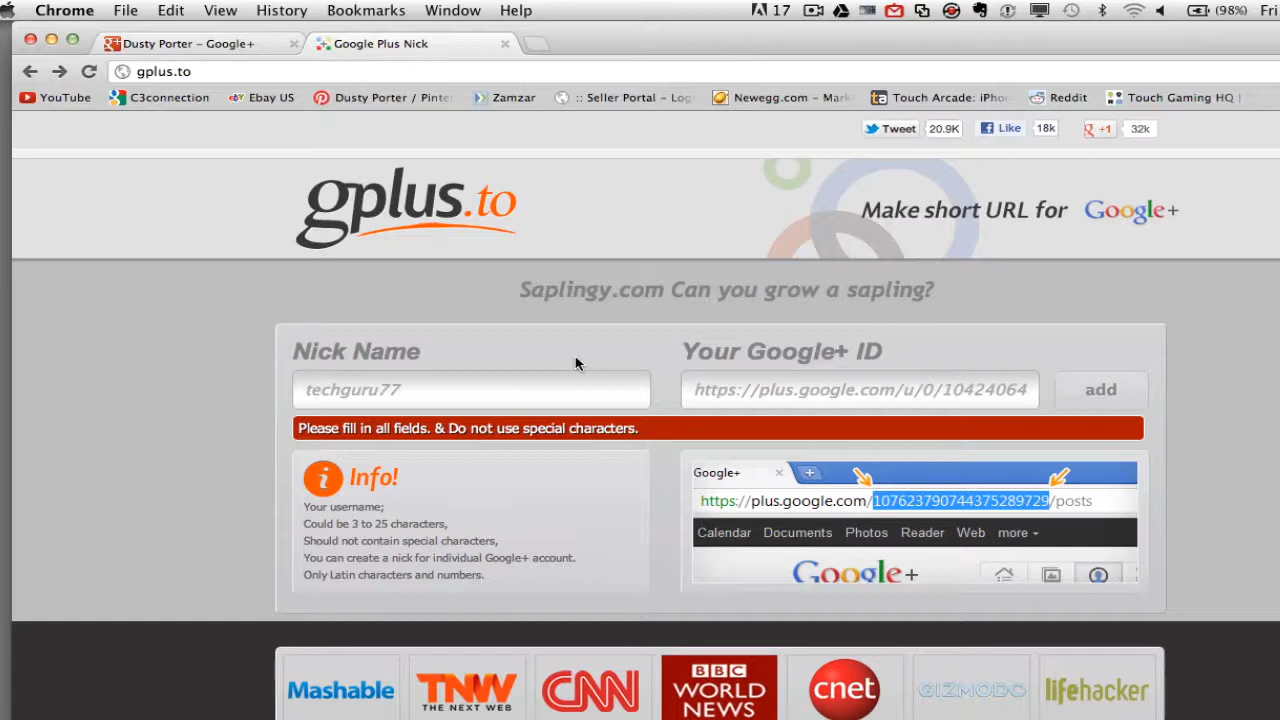 Chrome File Edit View History Bookmarks Window Help 17 (98%) Fri
Dusty Porter – Google+ Google Plus Nick
gplus.to
YouTube C3connection Ebay US Dusty Porter / Pinte Zamzar :: Seller Portal - Log Newegg.com - Mark Touch Arcade: iPho Reddit Touch Gaming HQ |
Tweet 20.9K Like 18k +1 32k
gplus.to
Make short URL for Google+
Saplingy.com Can you grow a sapling?
Nick Name Your Google+ ID
techguru77 https://plus.google.com/u/0/10424064 add
Please fill in all fields. & Do not use special characters.
Info!
Your username;
Could be 3 to 25 characters,
Should not contain special characters,
You can create a nick for individual Google+ account.
Only Latin characters and numbers.
Google+
https://plus.google.com/107623790744375289729/posts
Calendar Documents Photos Reader Web more
Google+
Mashable TNW THE NEXT WEB CNN BBC WORLD NEWS cnet GIZMODO lifehacker